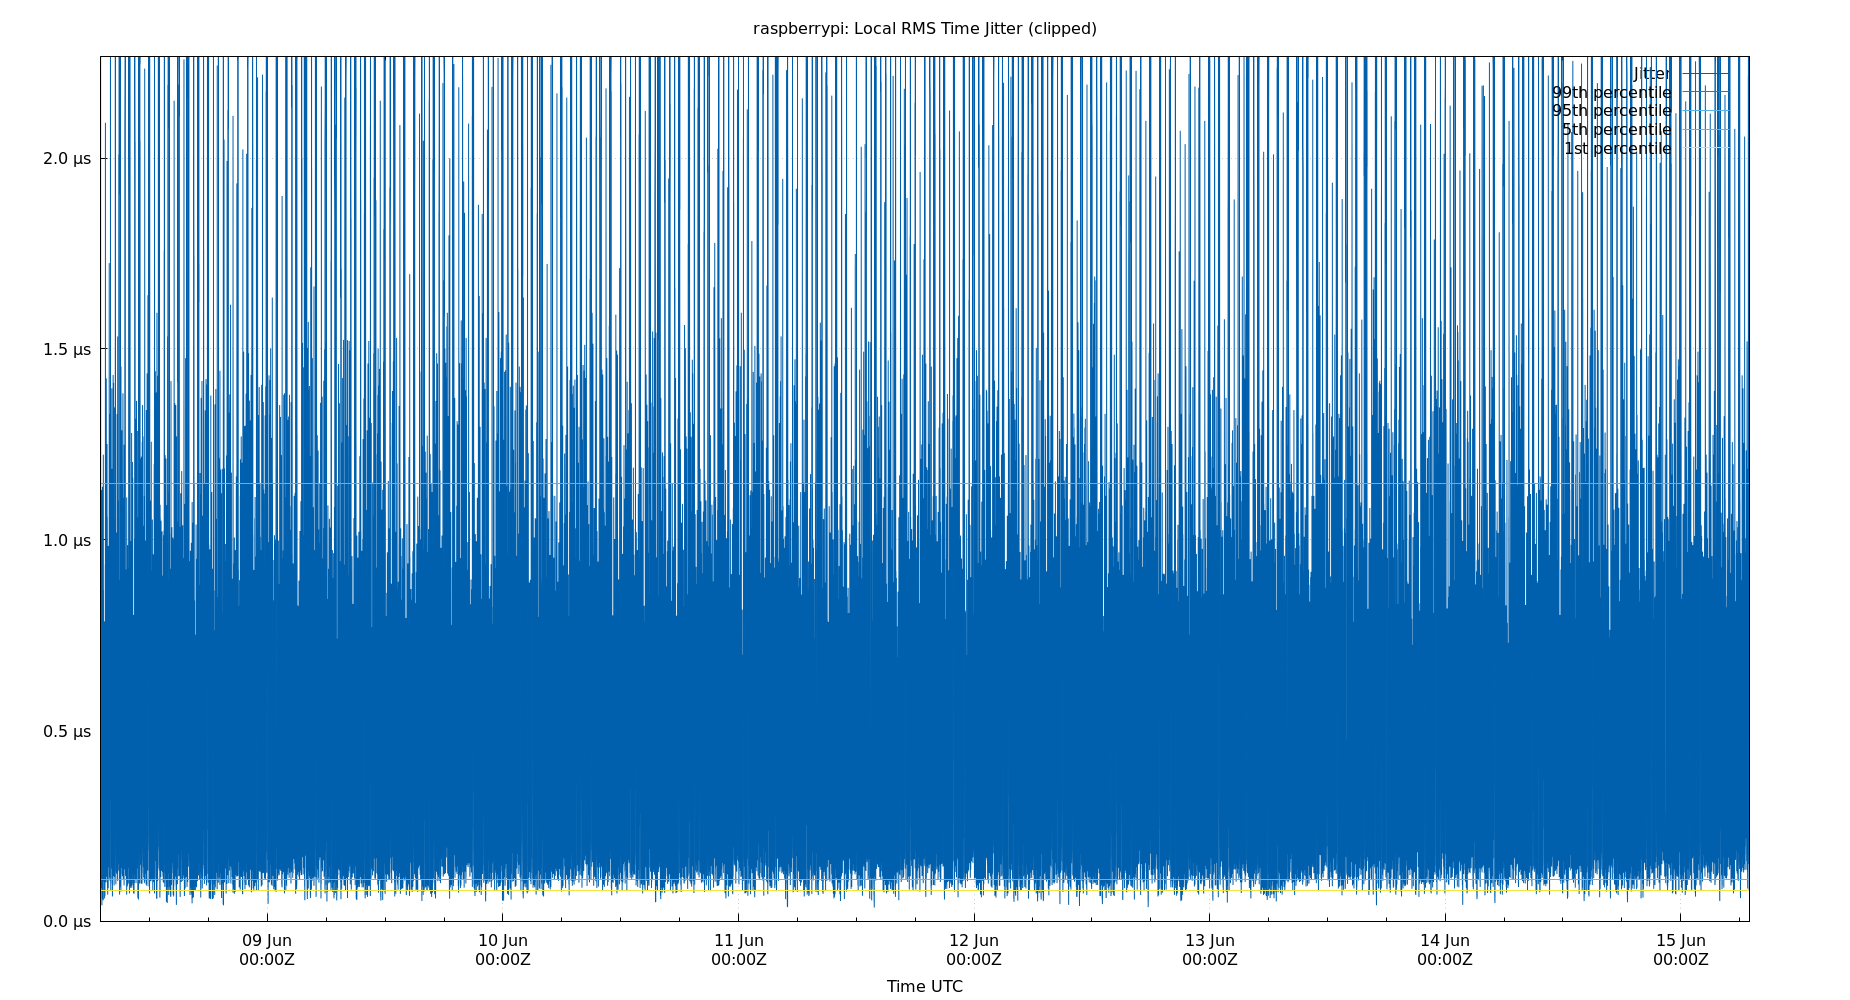 raspberrypi: Local RMS Time Jitter (clipped)
Jitter
99th percentile
95th percentile
5th percentile
1st percentile
2.0 µs
1.5 µs
1.0 µs
0.5 µs
0.0 µs
09 Jun 10 Jun 11 Jun 12 Jun 13 Jun 14 Jun 15 Jun
00:00Z 00:00Z 00:00Z 00:00Z 00:00Z 00:00Z 00:00Z
Time UTC